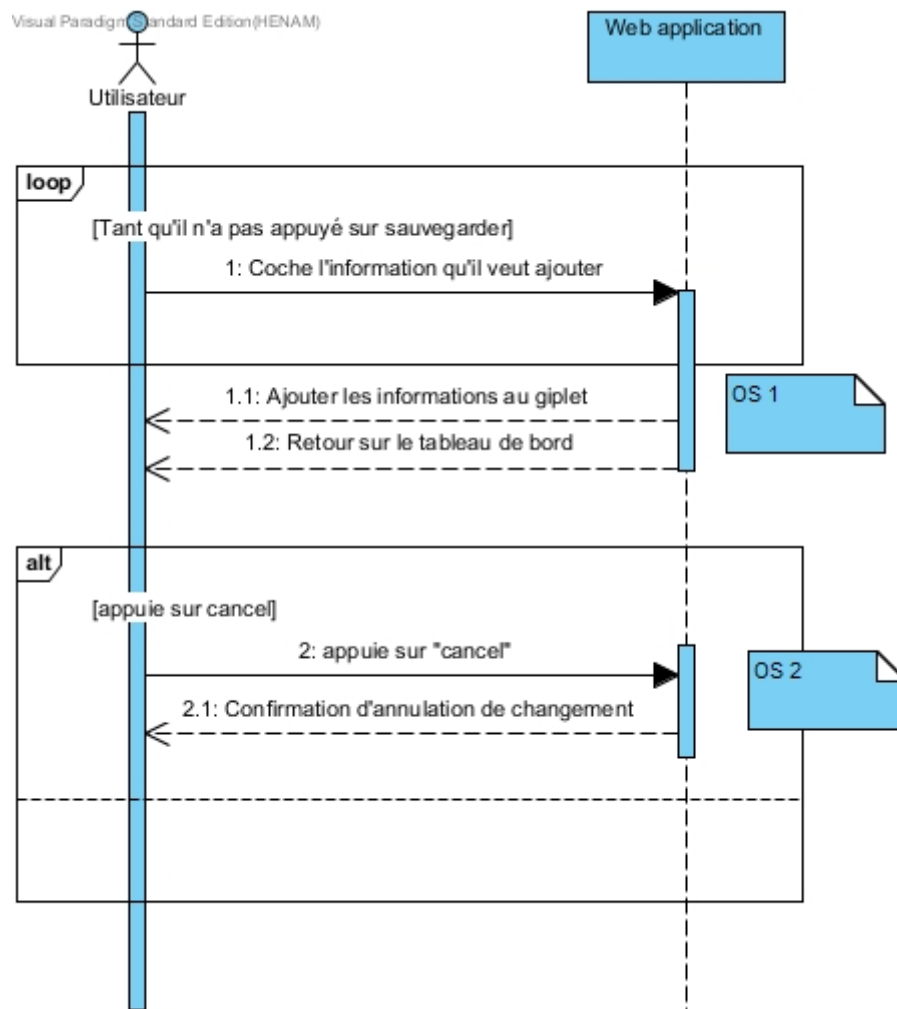 Visual Paradigm Standard Edition(HENAM)
Web application
Utilisateur
loop
[Tant qu'il n'a pas appuyé sur sauvegarder]
1: Coche l'information qu'il veut ajouter
1.1: Ajouter les informations au giplet
OS 1
1.2: Retour sur le tableau de bord
alt
[appuie sur cancel]
2: appuie sur "cancel"
OS 2
2.1: Confirmation d'annulation de changement